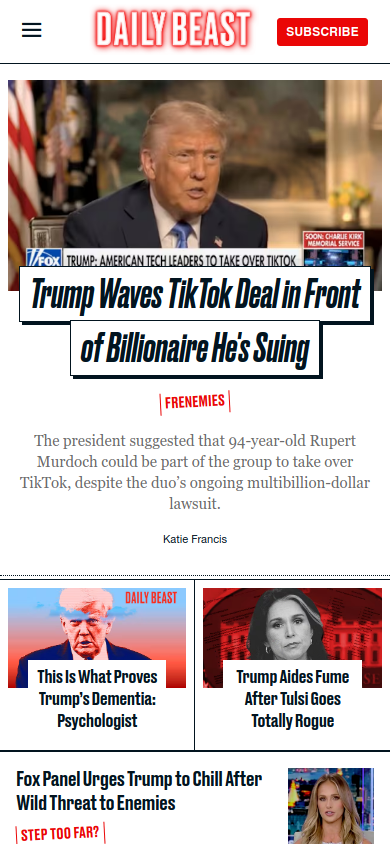 DAILY BEAST
SUBSCRIBE
SOON: CHARLIE KIRK
MEMORIAL SERVICE
FOX
TRUMP: AMERICAN TECH LEADERS TO TAKE OVER TIKTOK
Trump Waves TikTok Deal in Front
of Billionaire He's Suing
FRENEMIES
The president suggested that 94-year-old Rupert
Murdoch could be part of the group to take over
TikTok, despite the duo's ongoing multibillion-dollar
lawsuit.
Katie Francis
DAILY BEAST
This Is What Proves
Trump's Dementia:
Psychologist
Trump Aides Fume
After Tulsi Goes
Totally Rogue
Fox Panel Urges Trump to Chill After
Wild Threat to Enemies
STEP TOO FAR?